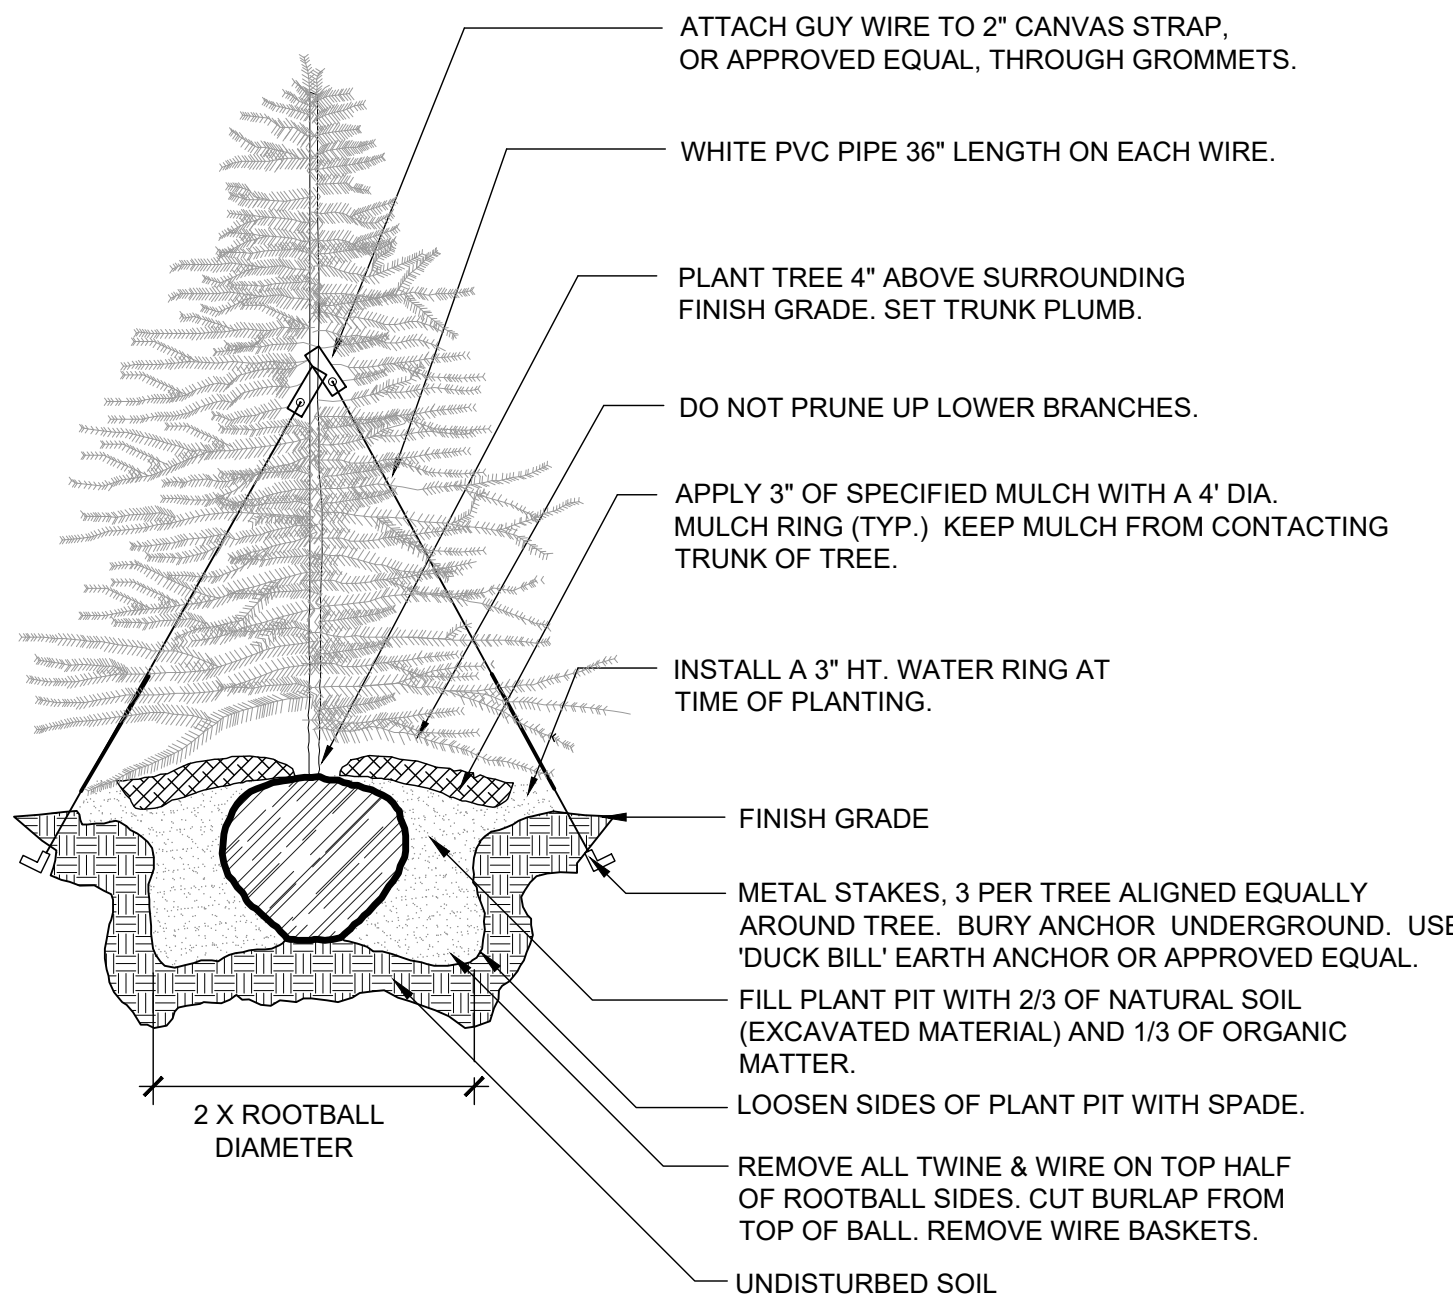 ATTACH GUY WIRE TO 2" CANVAS STRAP,
OR APPROVED EQUAL, THROUGH GROMMETS.
WHITE PVC PIPE 36" LENGTH ON EACH WIRE.
PLANT TREE 4" ABOVE SURROUNDING
FINISH GRADE. SET TRUNK PLUMB.
DO NOT PRUNE UP LOWER BRANCHES.
APPLY 3" OF SPECIFIED MULCH WITH A 4' DIA.
MULCH RING (TYP.)  KEEP MULCH FROM CONTACTING
TRUNK OF TREE.
INSTALL A 3" HT. WATER RING AT
TIME OF PLANTING.
FINISH GRADE
METAL STAKES, 3 PER TREE ALIGNED EQUALLY
AROUND TREE.  BURY ANCHOR  UNDERGROUND.  USE
'DUCK BILL' EARTH ANCHOR OR APPROVED EQUAL.
FILL PLANT PIT WITH 2/3 OF NATURAL SOIL
(EXCAVATED MATERIAL) AND 1/3 OF ORGANIC
MATTER.
LOOSEN SIDES OF PLANT PIT WITH SPADE.
2 X ROOTBALL
DIAMETER
REMOVE ALL TWINE & WIRE ON TOP HALF
OF ROOTBALL SIDES. CUT BURLAP FROM
TOP OF BALL. REMOVE WIRE BASKETS.
UNDISTURBED SOIL